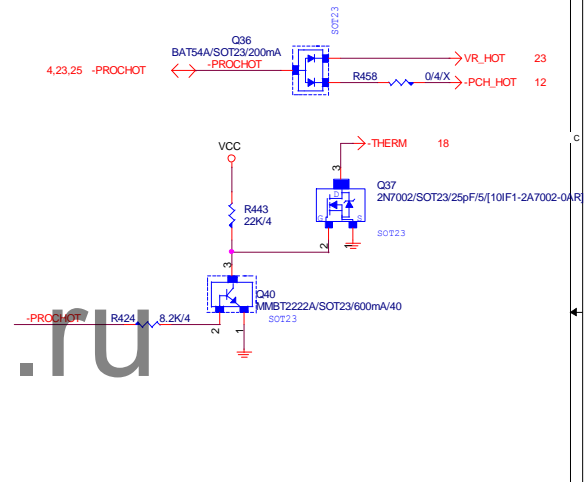 SOT23
Q36
BAT54A/SOT23/200mA
4,23,25 -PROCHOT
-PROCHOT
VR_HOT 23
R458 0/4/X
-PCH_HOT 12
C
VCC
-THERM 18
3
Q37
2N7002/SOT23/25pF/5/[10IF1-2A7002-0AR]
D
G S
SOT23
2 1
R443
22K/4
3
Q40
MMBT2222A/SOT23/600mA/40
SOT23
-PROCHOT R424 8.2K/4
2 1
.ru